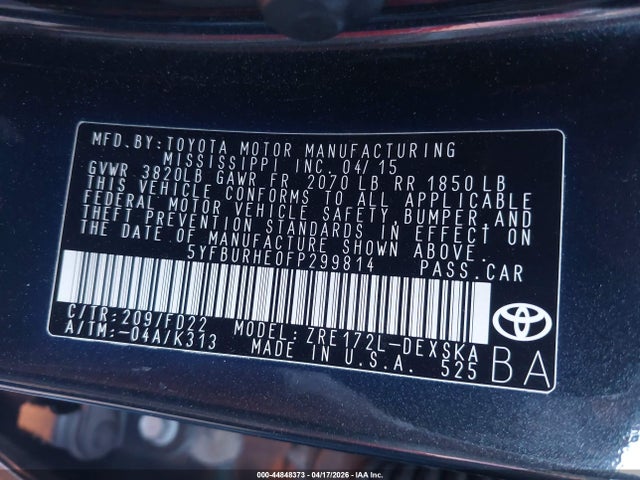 MFD. BY: TOYOTA MOTOR MANUFACTURING
MISSISSIPPI INC. 04/15
GVWR 3820LB GAWR FR 2070 LB RR 1850 LB
THIS VEHICLE CONFORMS TO ALL APPLICABLE
FEDERAL MOTOR VEHICLE SAFETY, BUMPER, AND
THEFT PREVENTION STANDARDS IN EFFECT ON
THE DATE OF MANUFACTURE SHOWN ABOVE.
5YFBURHE0FP299814 PASS. CAR
C/TR: 209/FD22 MODEL: ZRE172L-DEXSKA
A/TM: -04A/K313 MADE IN U.S.A. 525
BA
000-44848373 - 04/17/2026 - IAA Inc.